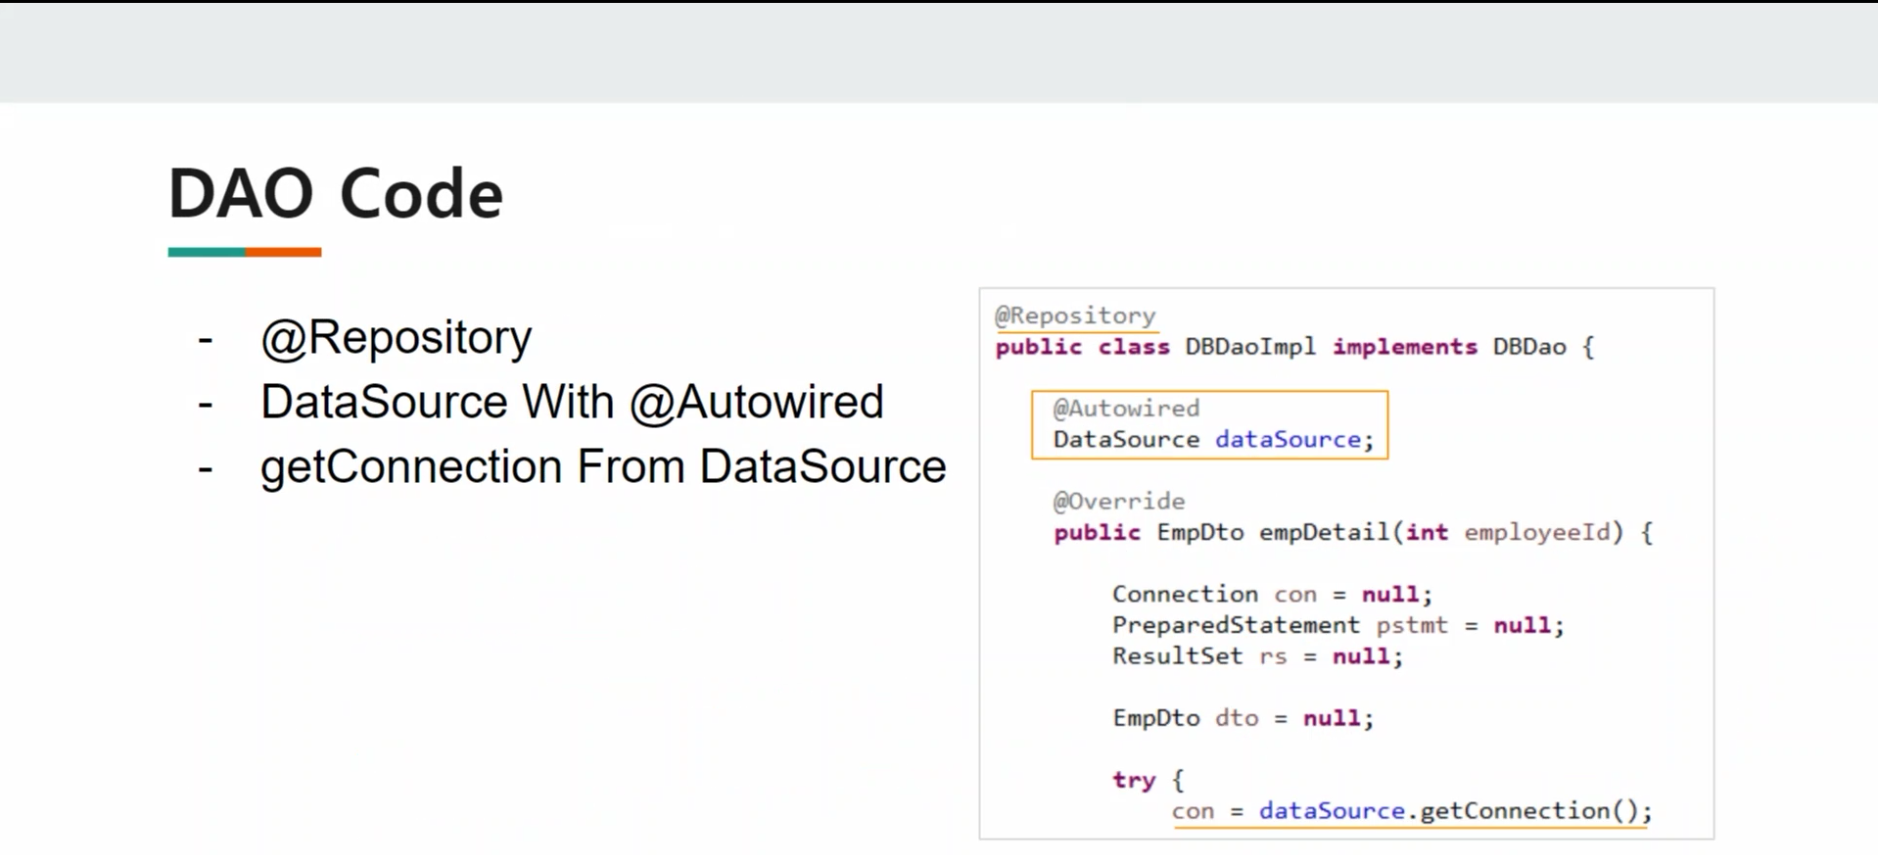 DAO Code
- @Repository
- DataSource With @Autowired
- getConnection From DataSource
@Repository
public class DBDaoImpl implements DBDao {
@Autowired
DataSource dataSource;
@Override
public EmpDto empDetail(int employeeId) {
Connection con = null;
PreparedStatement pstmt = null;
ResultSet rs = null;
EmpDto dto = null;
try {
con = dataSource.getConnection();